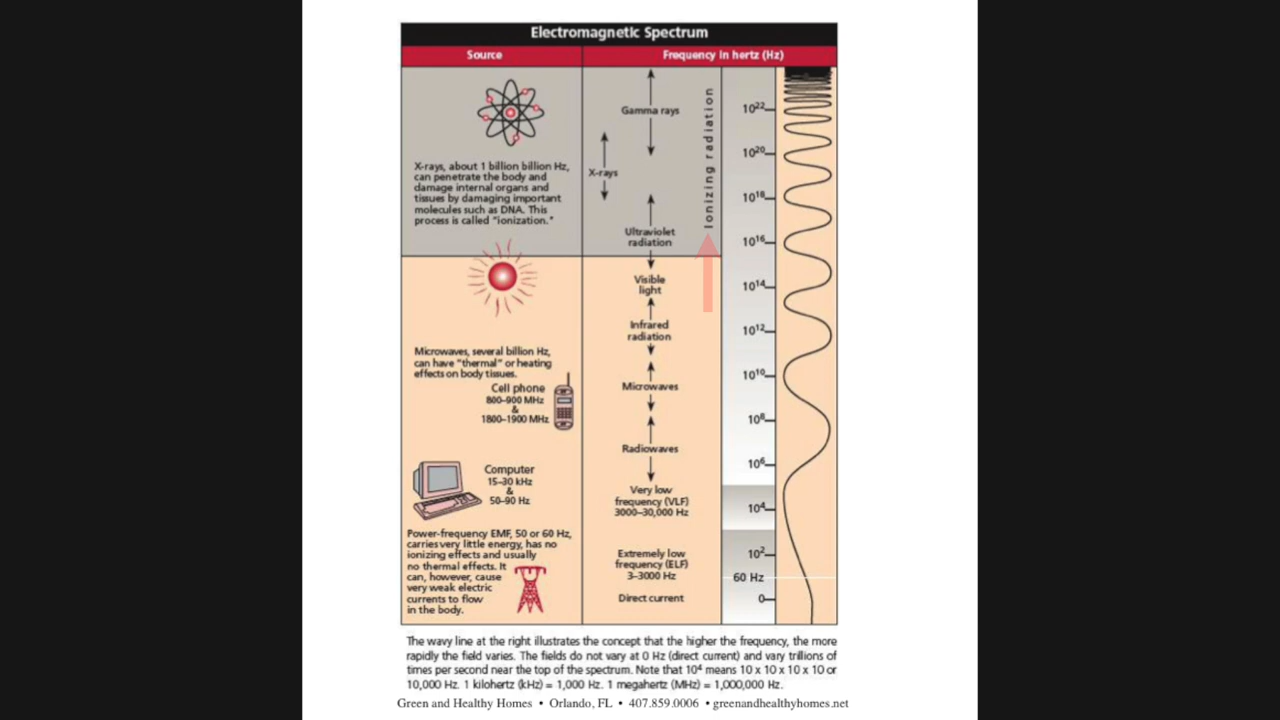 Electromagnetic Spectrum
Source
Frequency in hertz (Hz)
X-rays, about 1 billion billion Hz,
can penetrate the body and
damage internal organs and
tissues by damaging important
molecules such as DNA. This
process is called "ionization."
Microwaves, several billion Hz,
can have "thermal" or heating
effects on body tissues.
Cell phone
800–900 MHz
&
1800–1900 MHz
Computer
15–30 kHz
&
50–90 Hz
Power-frequency EMF, 50 or 60 Hz,
carries very little energy, has no
ionizing effects and usually
no thermal effects. It
can, however, cause
very weak electric
currents to flow
in the body.
Gamma rays
X-rays
Ultraviolet
radiation
Visible
light
Infrared
radiation
Microwaves
Radiowaves
Very low
frequency (VLF)
3000–30,000 Hz
Extremely low
frequency (ELF)
3–3000 Hz
Direct current
Ionizing radiation
10²²
10²⁰
10¹⁸
10¹⁶
10¹⁴
10¹²
10¹⁰
10⁸
10⁶
10⁴
10²
60 Hz
0
The wavy line at the right illustrates the concept that the higher the frequency, the more
rapidly the field varies. The fields do not vary at 0 Hz (direct current) and vary trillions of
times per second near the top of the spectrum. Note that 10⁴ means 10 x 10 x 10 x 10 or
10,000 Hz. 1 kilohertz (kHz) = 1,000 Hz. 1 megahertz (MHz) = 1,000,000 Hz.
Green and Healthy Homes • Orlando, FL • 407.859.0006 • greenandhealthyhomes.net